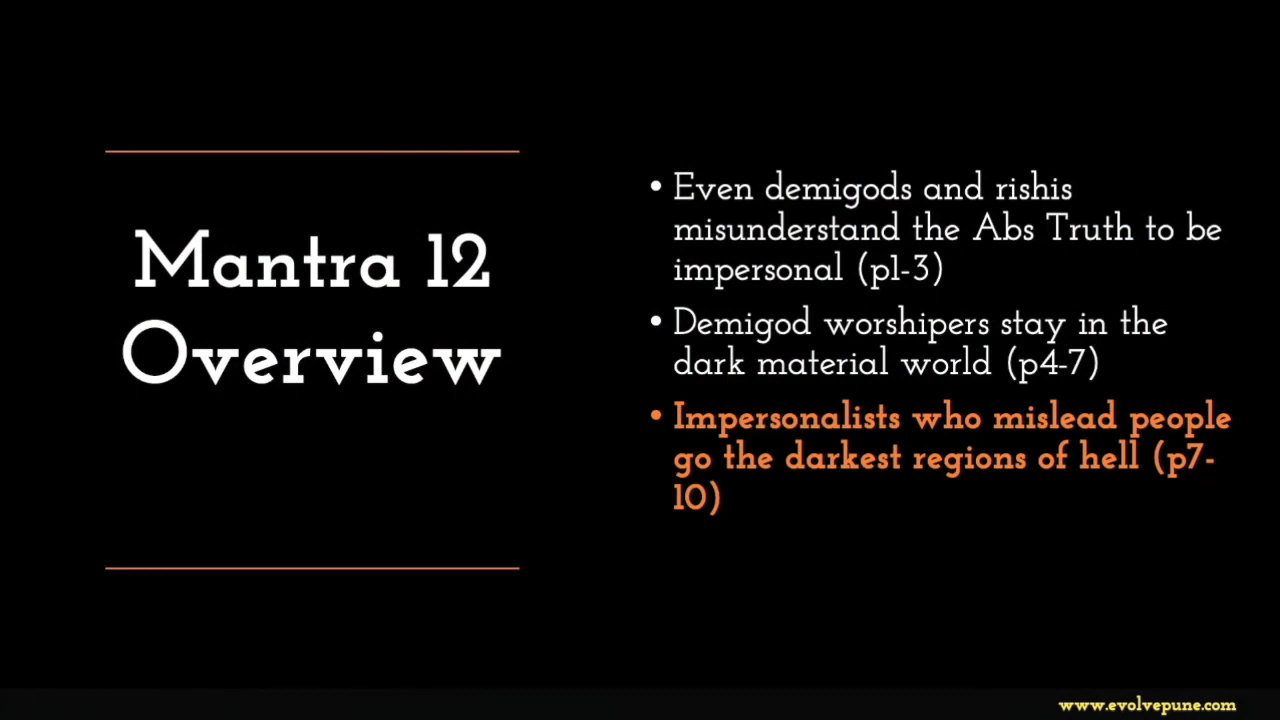 Mantra 12
Overview
• Even demigods and rishis
misunderstand the Abs Truth to be
impersonal (p1-3)
• Demigod worshipers stay in the
dark material world (p4-7)
• Impersonalists who mislead people
go the darkest regions of hell (p7-
10)
www.evolvepune.com